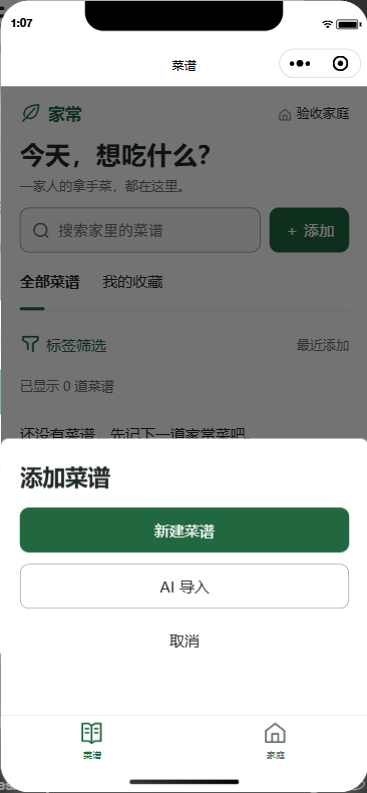 1:07
菜谱
家常
验收家庭
今天，想吃什么？
一家人的拿手菜，都在这里。
搜索家里的菜谱
+ 添加
全部菜谱 我的收藏
标签筛选
最近添加
已显示 0 道菜谱
还没有菜谱，先记下一道家常菜吧。
添加菜谱
新建菜谱
AI 导入
取消
菜谱
家庭